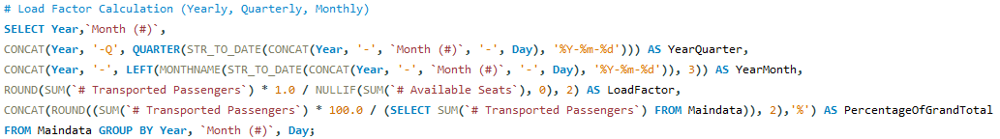 # Load Factor Calculation (Yearly, Quarterly, Monthly)
SELECT Year,`Month (#)`,
CONCAT(Year, '-Q', QUARTER(STR_TO_DATE(CONCAT(Year, '-', `Month (#)`, '-', Day), '%Y-%m-%d'))) AS YearQuarter,
CONCAT(Year, '-', LEFT(MONTHNAME(STR_TO_DATE(CONCAT(Year, '-', `Month (#)`, '-', Day), '%Y-%m-%d')), 3)) AS YearMonth,
ROUND(SUM(`# Transported Passengers`) * 1.0 / NULLIF(SUM(`# Available Seats`), 0), 2) AS LoadFactor,
CONCAT(ROUND((SUM(`# Transported Passengers`) * 100.0 / (SELECT SUM(`# Transported Passengers`) FROM Maindata)), 2),'%') AS PercentageOfGrandTotal
FROM Maindata GROUP BY Year, `Month (#)`, Day;